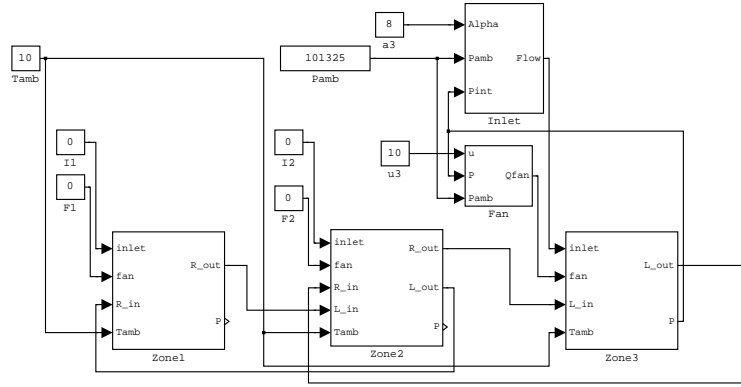 8
a3
Alpha
Pamb
Flow
Pint
Inlet
10
Tamb
101325
Pamb
0
I1
0
F1
0
I2
0
F2
10
u3
u
P
Qfan
Pamb
Fan
inlet
fan
R_in
Tamb
R_out
P
Zone1
inlet
fan
R_in
L_in
Tamb
R_out
L_out
P
Zone2
inlet
fan
L_in
Tamb
L_out
P
Zone3